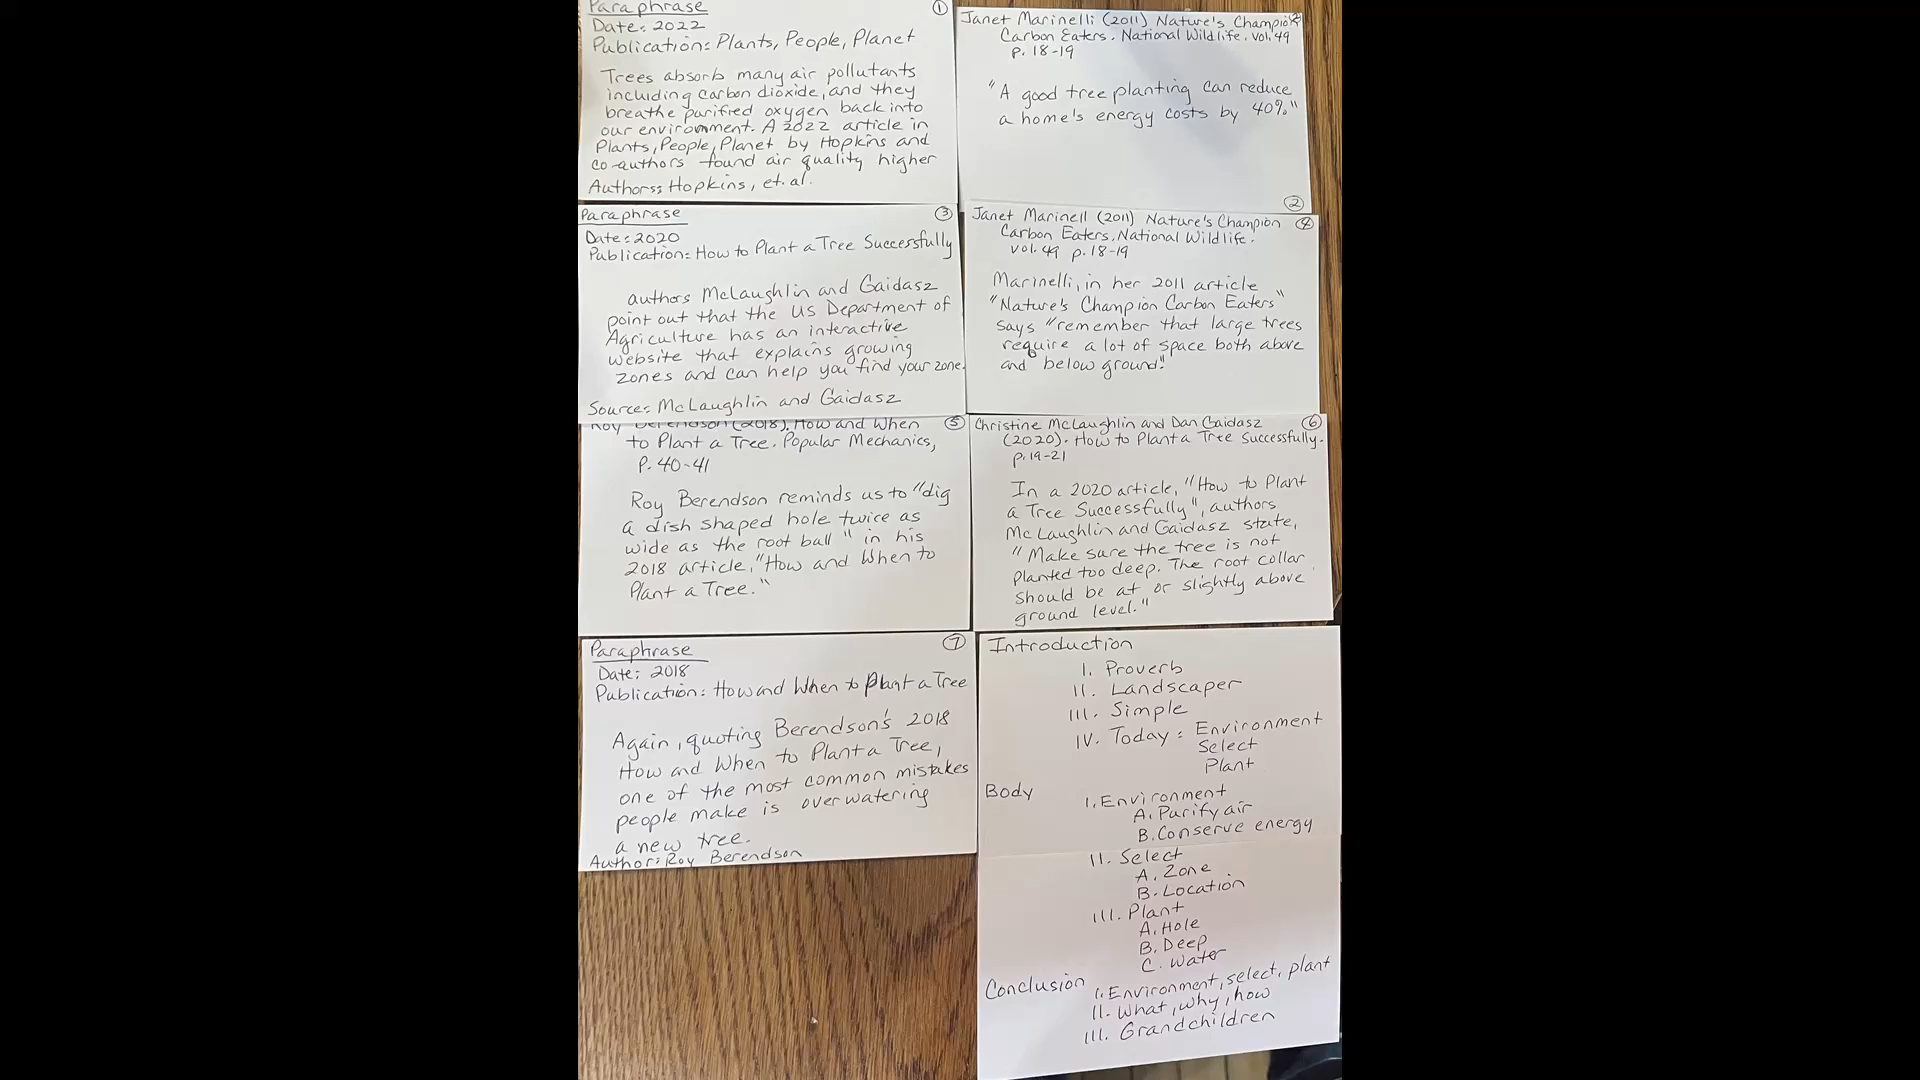 Paraphrase ①
Date: 2022
Publication: Plants, People, Planet
Trees absorb many air pollutants
including carbon dioxide, and they
breathe purified oxygen back into
our environment. A 2022 article in
Plants, People, Planet by Hopkins and
co-authors found air quality higher
Authors: Hopkins, et. al.
Janet Marinelli (2011) Nature's Champion
Carbon Eaters. National Wildlife. vol. 49
p. 18-19
"A good tree planting can reduce
a home's energy costs by 40%"
②
Paraphrase ③
Date: 2020
Publication: How to Plant a Tree Successfully
authors McLaughlin and Gaidasz
point out that the US Department of
Agriculture has an interactive
website that explains growing
zones and can help you find your zone.
Source: McLaughlin and Gaidasz
Janet Marinell (2011) Nature's Champion ④
Carbon Eaters. National Wildlife.
vol. 49 p. 18-19
Marinelli, in her 2011 article
"Nature's Champion Carbon Eaters"
says "remember that large trees
require a lot of space both above
and below ground."
Roy Berendson (2018). How and When ⑤
to Plant a Tree. Popular Mechanics,
P. 40-41
Roy Berendson reminds us to "dig
a dish shaped hole twice as
wide as the root ball" in his
2018 article, "How and When to
Plant a Tree."
Christine McLaughlin and Dan Gaidasz ⑥
(2020). How to Plant a Tree Successfully.
p. 19-21
In a 2020 article, "How to Plant
a Tree Successfully", authors
McLaughlin and Gaidasz state,
"Make sure the tree is not
planted too deep. The root collar
should be at or slightly above
ground level."
Paraphrase ⑦
Date: 2018
Publication: How and When to Plant a Tree
Again, quoting Berendson's 2018
How and When to Plant a Tree,
one of the most common mistakes
people make is over watering
a new tree.
Author: Roy Berendson
Introduction
I. Proverb
II. Landscaper
III. Simple
IV. Today: Environment
Select
Plant
Body
I. Environment
A. Purify air
B. Conserve energy
II. Select
A. Zone
B. Location
III. Plant
A. Hole
B. Deep
C. Water
Conclusion
I. Environment, select, plant
II. What, why, how
III. Grandchildren